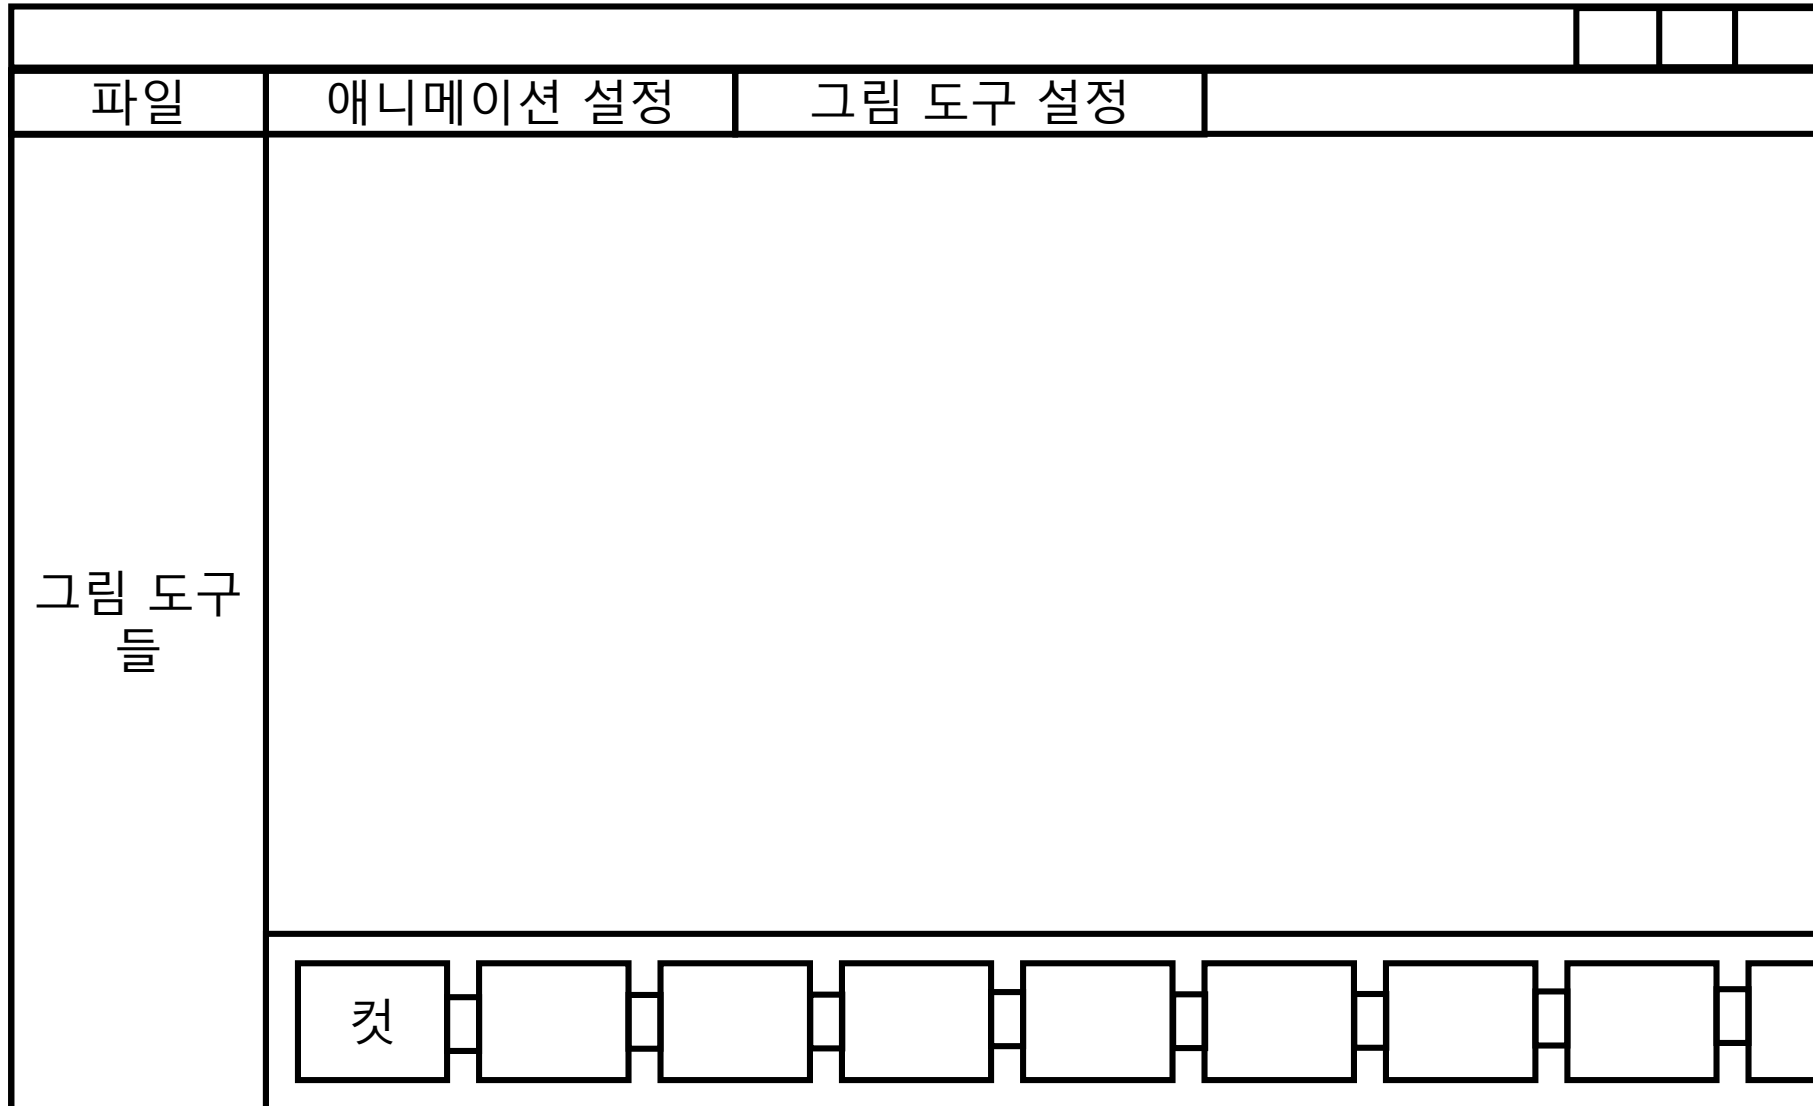 파일
애니메이션 설정
그림 도구 설정
그림 도구
들
컷